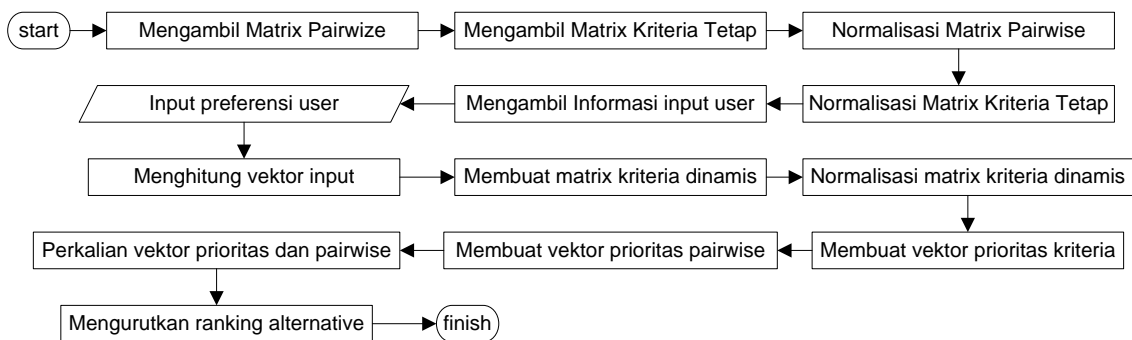 start
Mengambil Matrix Pairwize
Mengambil Matrix Kriteria Tetap
Normalisasi Matrix Pairwise
Normalisasi Matrix Kriteria Tetap
Mengambil Informasi input user
Input preferensi user
Menghitung vektor input
Membuat matrix kriteria dinamis
Normalisasi matrix kriteria dinamis
Membuat vektor prioritas kriteria
Membuat vektor prioritas pairwise
Perkalian vektor prioritas dan pairwise
Mengurutkan ranking alternative
finish